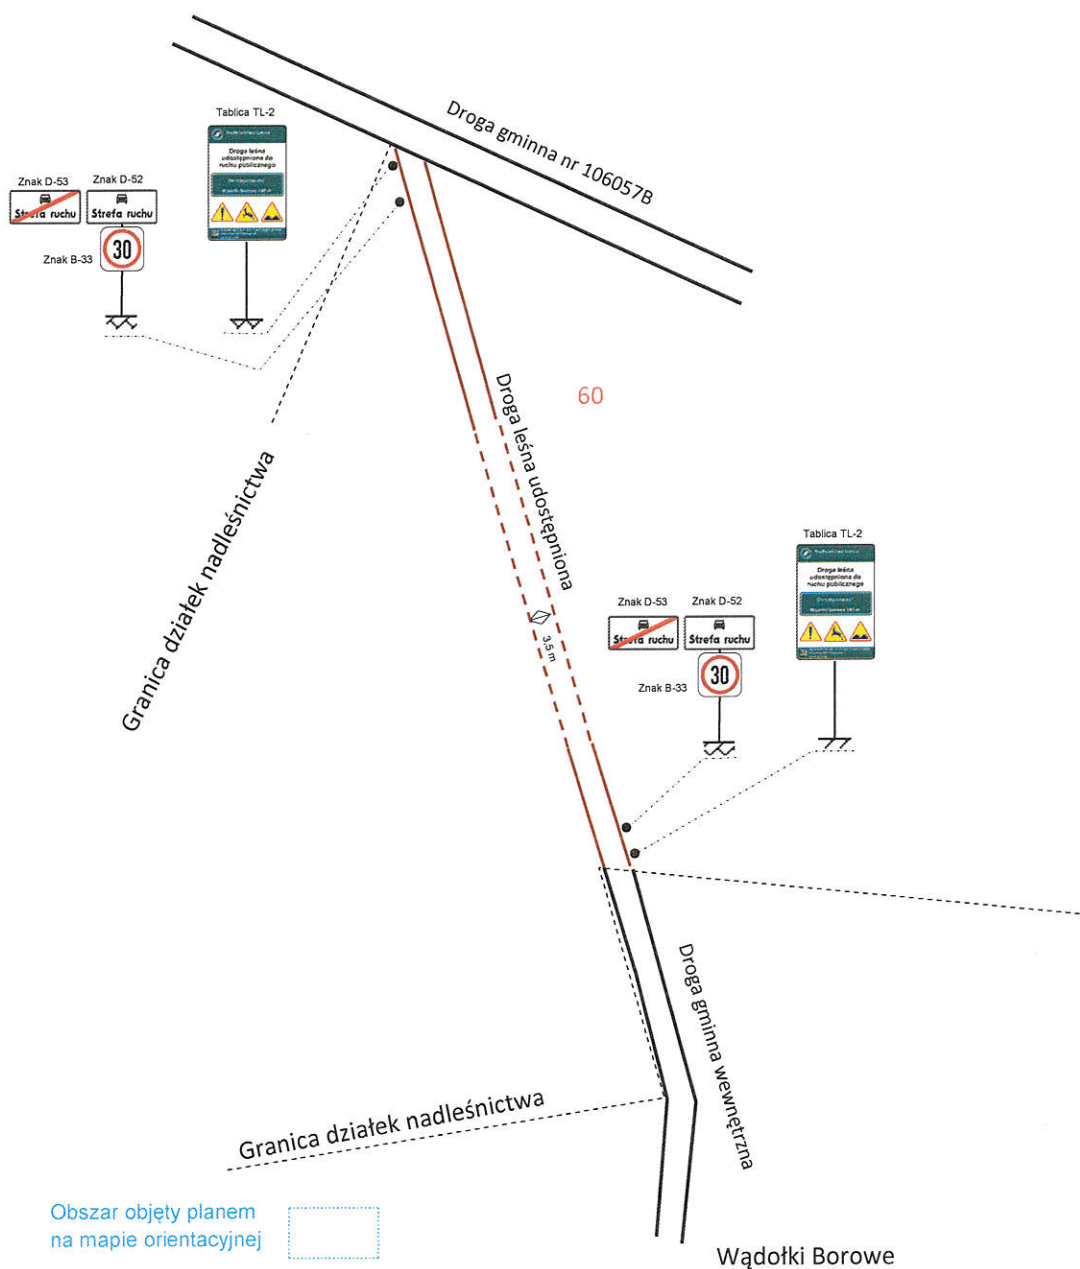 Droga gminna nr 106057B
Tablica TL-2
Droga leśna
udostępniona do
ruchu publicznego
Znak D-53
Znak D-52
Strefa ruchu
Strefa ruchu
Znak B-33
30
Granica działek nadleśnictwa
Droga leśna udostępniona
60
3,5 m
Tablica TL-2
Droga leśna
udostępniona do
ruchu publicznego
Znak D-53
Znak D-52
Strefa ruchu
Strefa ruchu
Znak B-33
30
Droga gminna wewnętrzna
Granica działek nadleśnictwa
Obszar objęty planem
na mapie orientacyjnej
Wądołki Borowe